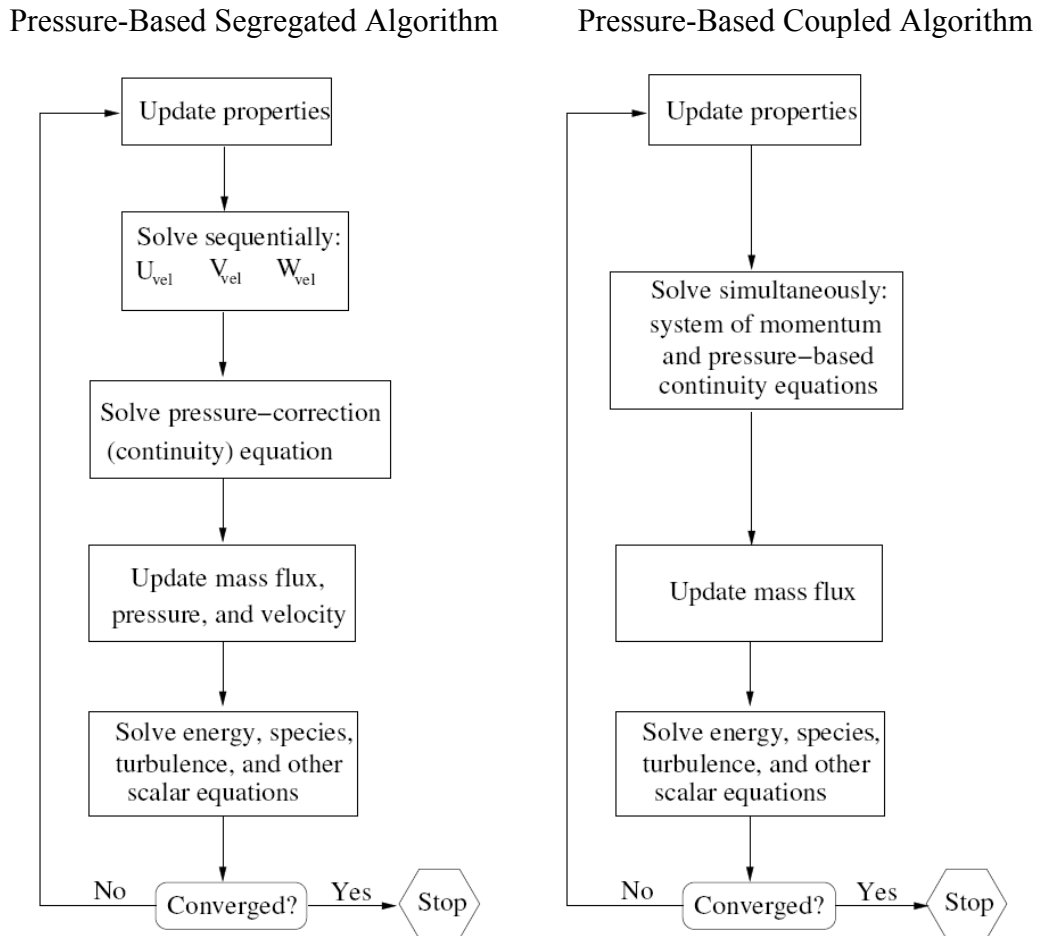 Pressure-Based Segregated Algorithm
Update properties
Solve sequentially:
U_vel V_vel W_vel
Solve pressure−correction
(continuity) equation
Update mass flux,
pressure, and velocity
Solve energy, species,
turbulence, and other
scalar equations
No
Converged?
Yes
Stop
Pressure-Based Coupled Algorithm
Update properties
Solve simultaneously:
system of momentum
and pressure−based
continuity equations
Update mass flux
Solve energy, species,
turbulence, and other
scalar equations
No
Converged?
Yes
Stop